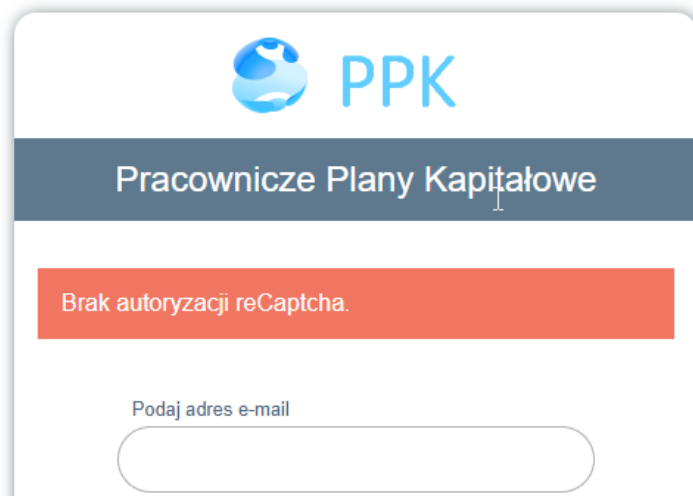 PPK
Pracownicze Plany Kapitałowe
Brak autoryzacji reCaptcha.
Podaj adres e-mail